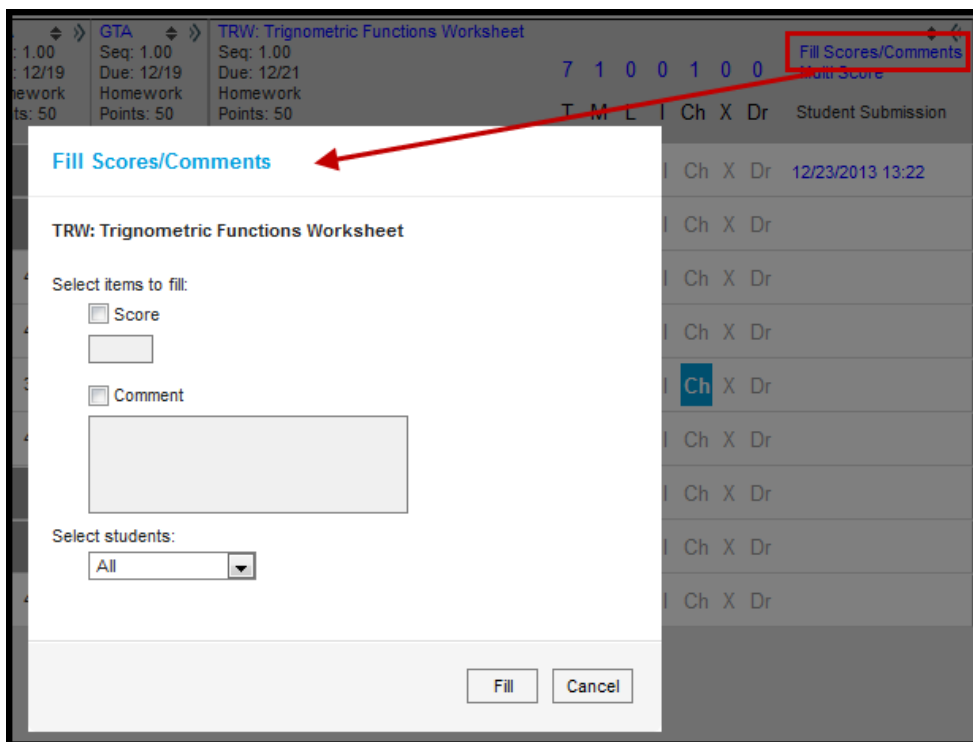 GTA
TRW: Trignometric Functions Worksheet
: 1.00
Seq: 1.00
Seq: 1.00
Fill Scores/Comments
: 12/19
Due: 12/19
Due: 12/21
7 1 0 0 1 0 0
Multi Score
Homework
Homework
ts: 50
Points: 50
Points: 50
T M L I Ch X Dr
Student Submission
Fill Scores/Comments
I Ch X Dr 12/23/2013 13:22
TRW: Trignometric Functions Worksheet
I Ch X Dr
Select items to fill:
I Ch X Dr
Score
I Ch X Dr
Comment
I Ch X Dr
I Ch X Dr
I Ch X Dr
Select students:
I Ch X Dr
All
I Ch X Dr
Fill
Cancel